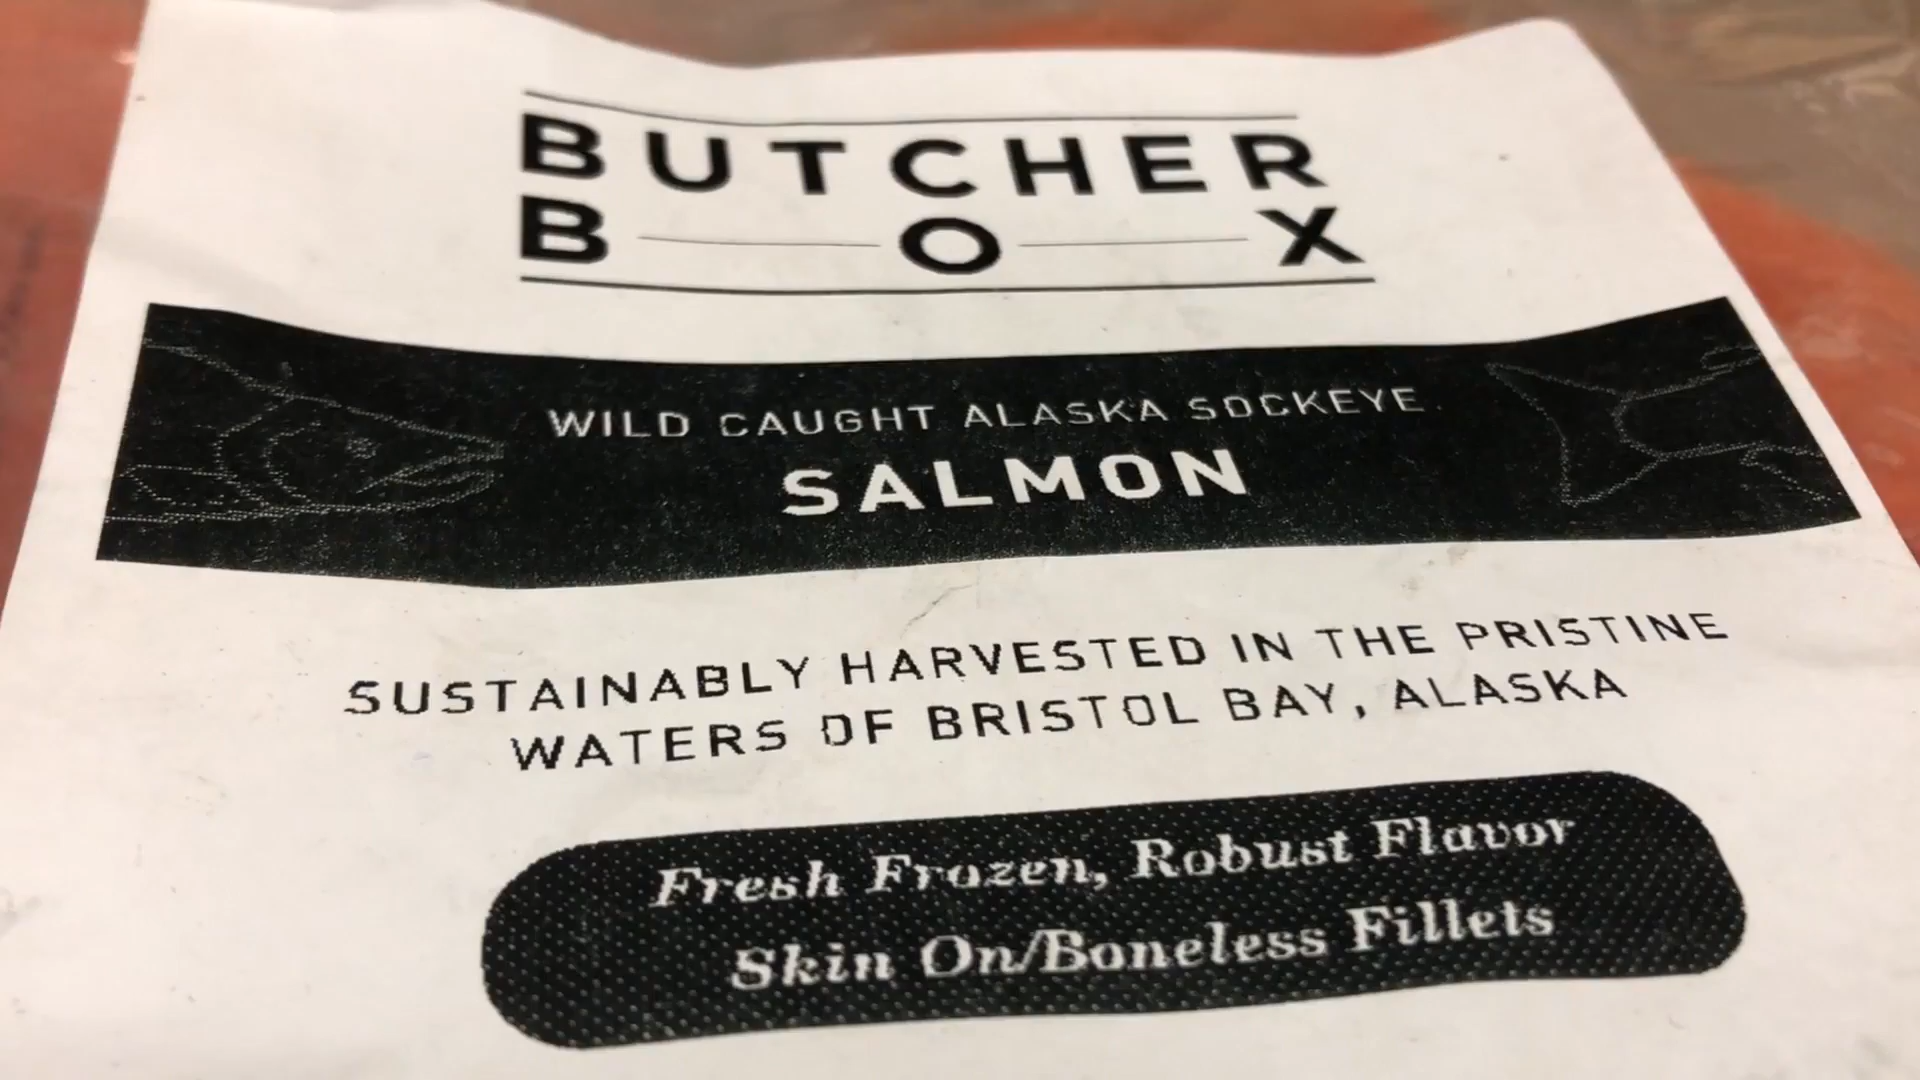 BUTCHER
BOX
WILD CAUGHT ALASKA SOCKEYE
SALMON
SUSTAINABLY HARVESTED IN THE PRISTINE
WATERS OF BRISTOL BAY, ALASKA
Fresh Frozen, Robust Flavor
Skin On/Boneless Fillets